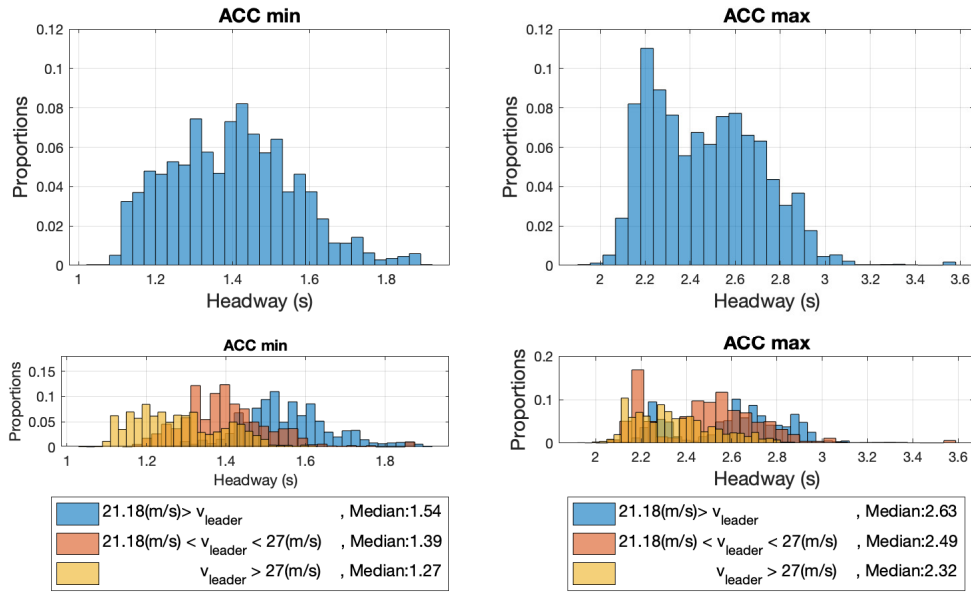 ACC min
0.12
0.1
0.08
0.06
0.04
0.02
0
Proportions
1 1.2 1.4 1.6 1.8
Headway (s)
ACC max
0.12
0.1
0.08
0.06
0.04
0.02
0
Proportions
2 2.2 2.4 2.6 2.8 3 3.2 3.4 3.6
Headway (s)
ACC min
0.15
0.1
0.05
0
Proportions
1 1.2 1.4 1.6 1.8
Headway (s)
21.18(m/s)> v_leader , Median:1.54
21.18(m/s) < v_leader < 27(m/s) , Median:1.39
v_leader > 27(m/s) , Median:1.27
ACC max
0.2
0.1
0
Proportions
2 2.2 2.4 2.6 2.8 3 3.2 3.4 3.6
Headway (s)
21.18(m/s)> v_leader , Median:2.63
21.18(m/s) < v_leader < 27(m/s) , Median:2.49
v_leader > 27(m/s) , Median:2.32